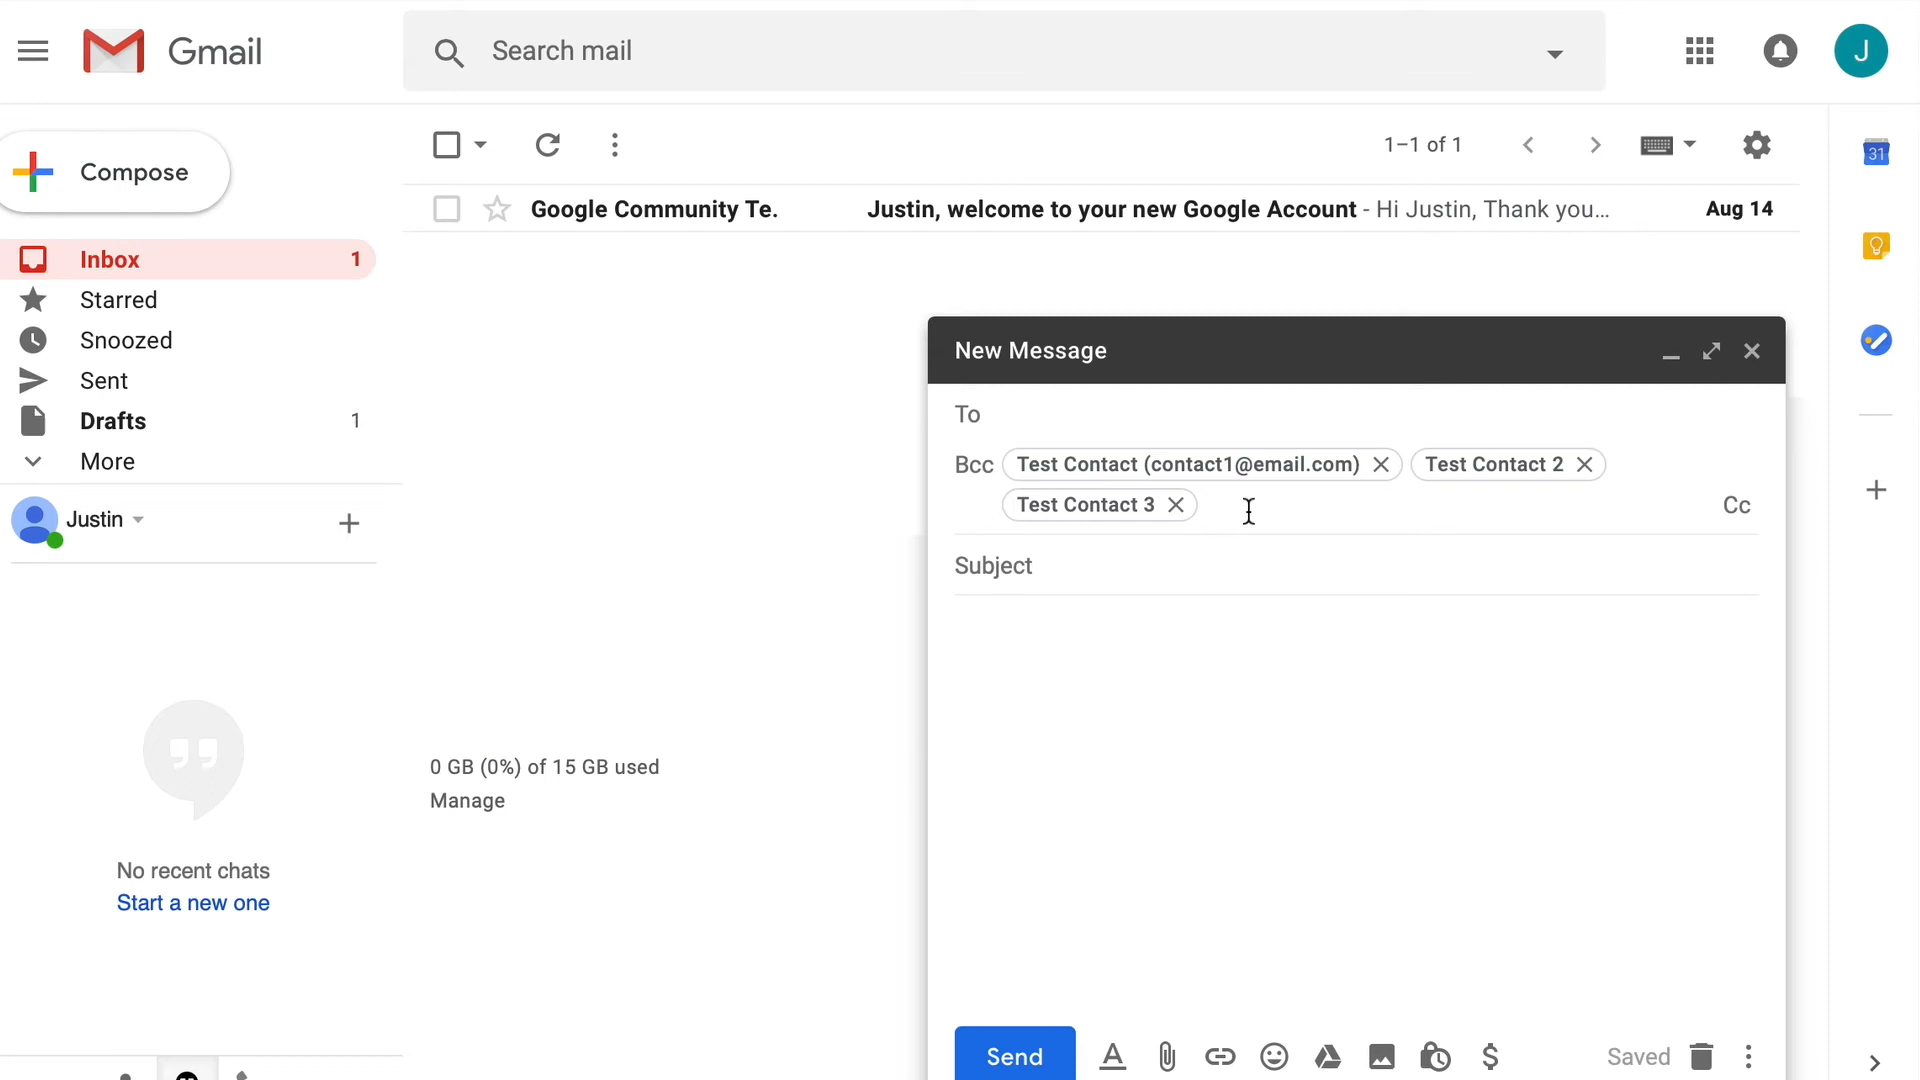 Gmail
Search mail
J
Compose
1–1 of 1
31
Google Community Te. Justin, welcome to your new Google Account - Hi Justin, Thank you... Aug 14
Inbox 1
Starred
Snoozed
Sent
Drafts 1
More
Justin
New Message
To
Bcc Test Contact (contact1@email.com) Test Contact 2
Test Contact 3 Cc
Subject
0 GB (0%) of 15 GB used
Manage
No recent chats
Start a new one
Send Saved